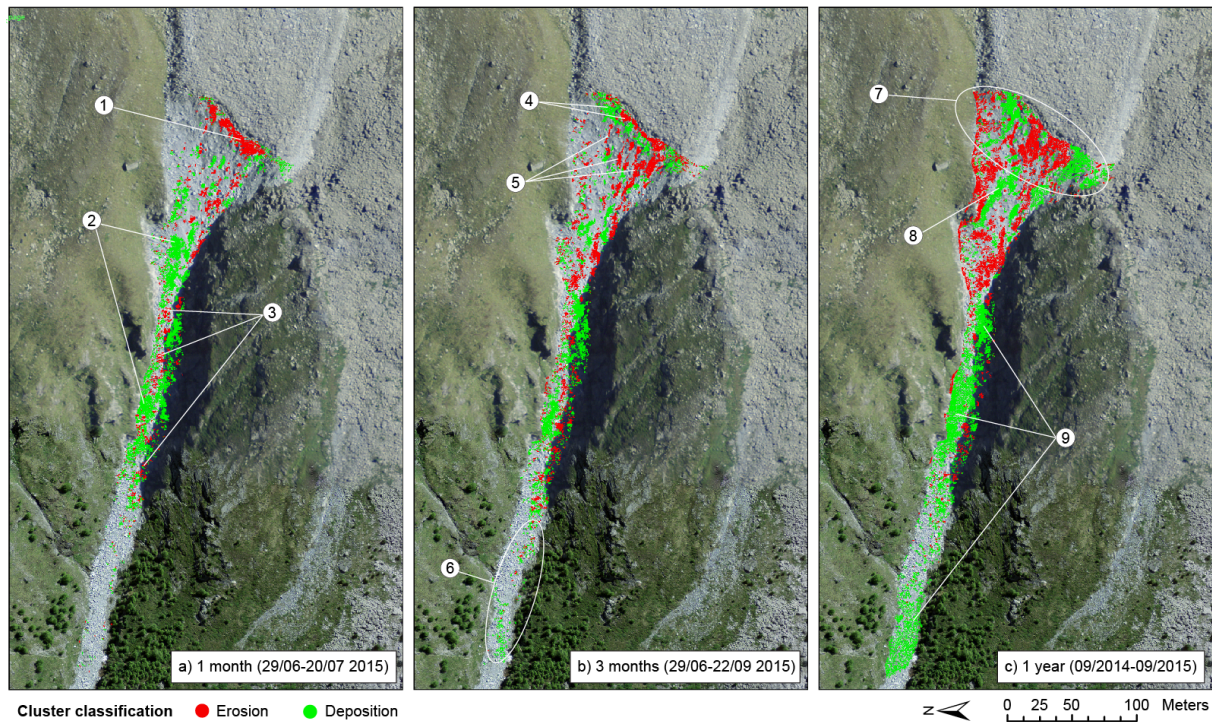 1
2
3
a) 1 month (29/06-20/07 2015)
4
5
6
b) 3 months (29/06-22/09 2015)
7
8
9
c) 1 year (09/2014-09/2015)
Cluster classification Erosion Deposition
N
0 25 50 100 Meters